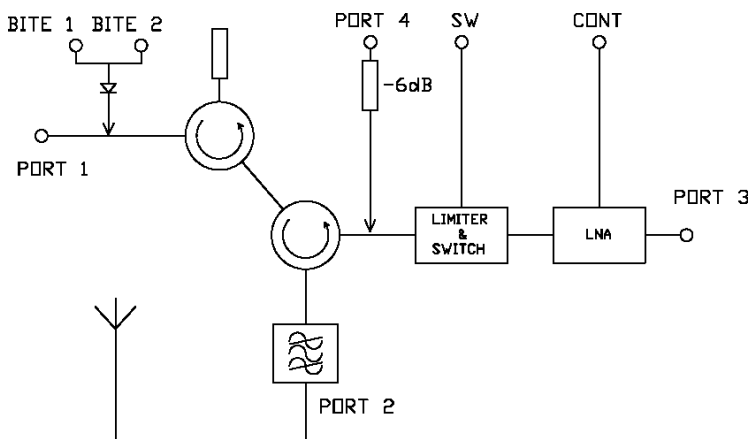 BITE 1 BITE 2
PORT 4
SW
CONT
-6dB
PORT 1
PORT 3
LIMITER
&
SWITCH
LNA
PORT 2